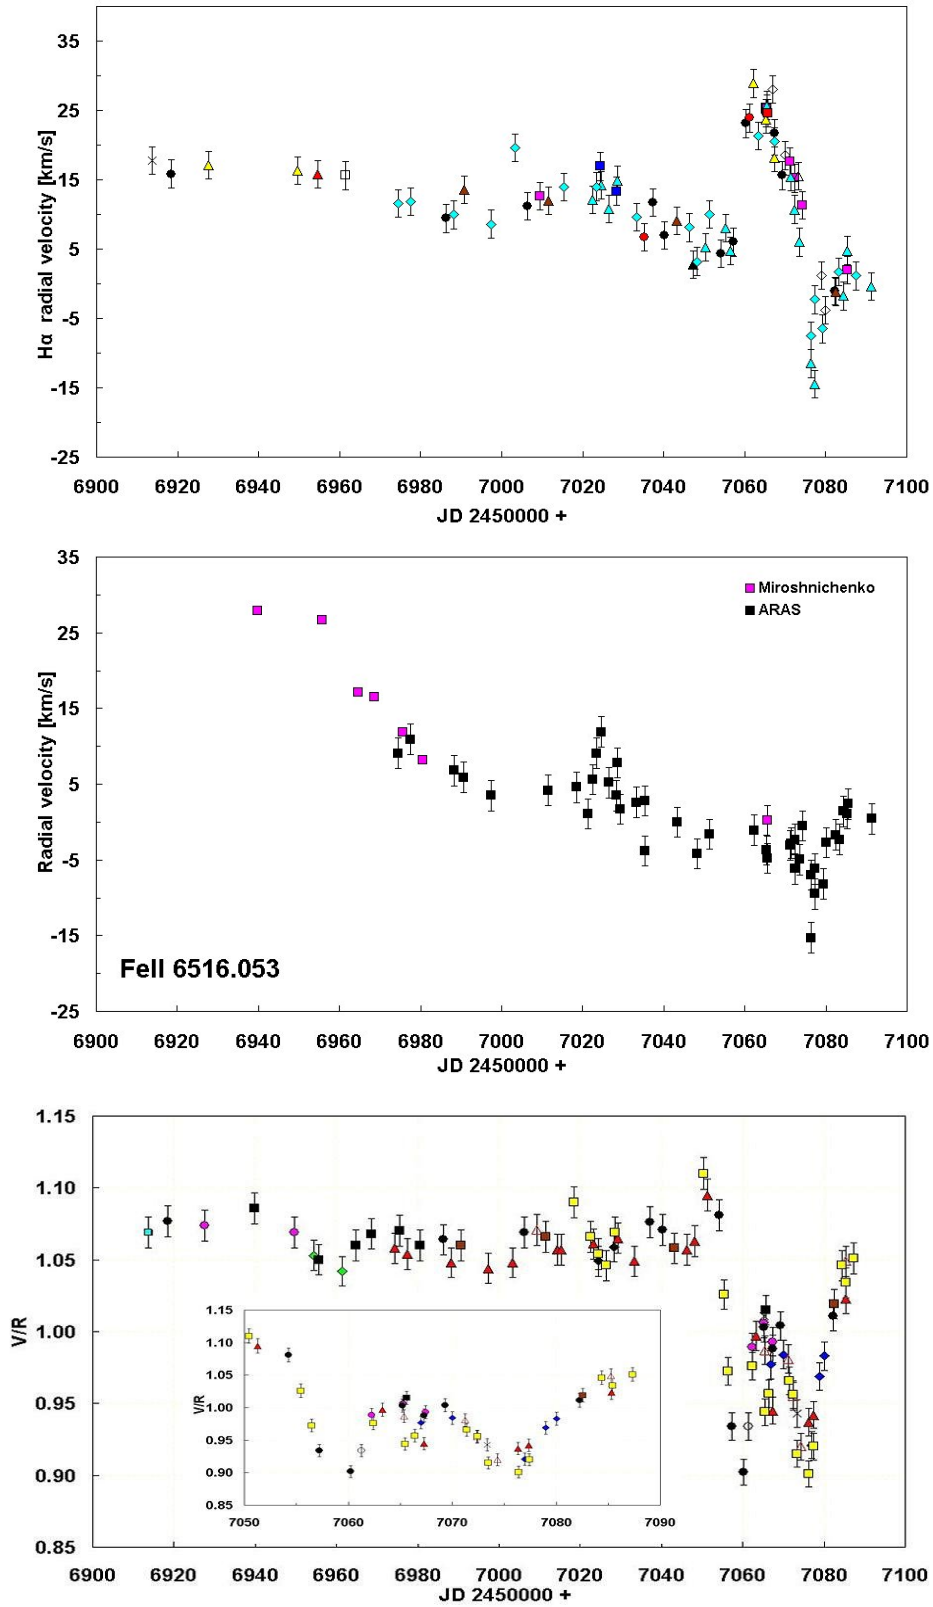 35
25
15
5
-5
-15
-25
Hα radial velocity [km/s]
6900 6920 6940 6960 6980 7000 7020 7040 7060 7080 7100
JD 2450000 +
35
25
15
5
-5
-15
-25
Radial velocity [km/s]
Miroshnichenko
ARAS
FeII 6516.053
6900 6920 6940 6960 6980 7000 7020 7040 7060 7080 7100
JD 2450000 +
1.15
1.10
1.05
1.00
0.95
0.90
0.85
V/R
1.15
1.10
1.05
1.00
0.95
0.90
0.85
V/R
7050 7060 7070 7080 7090
6900 6920 6940 6960 6980 7000 7020 7040 7060 7080 7100
JD 2450000 +